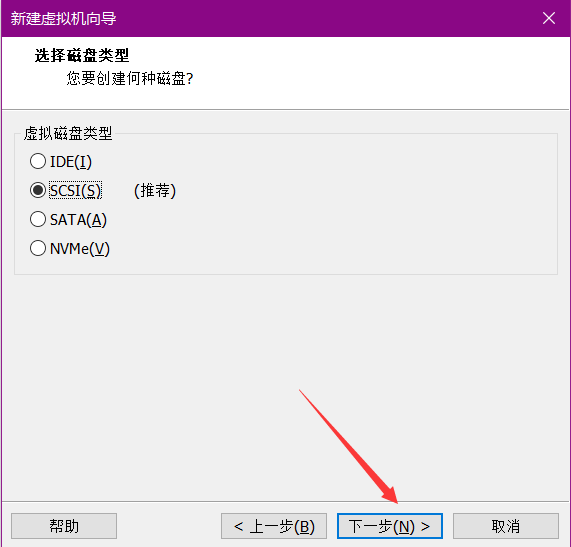 新建虚拟机向导
选择磁盘类型
您要创建何种磁盘?
虚拟磁盘类型
IDE(I)
SCSI(S) (推荐)
SATA(A)
NVMe(V)
帮助 < 上一步(B) 下一步(N) > 取消